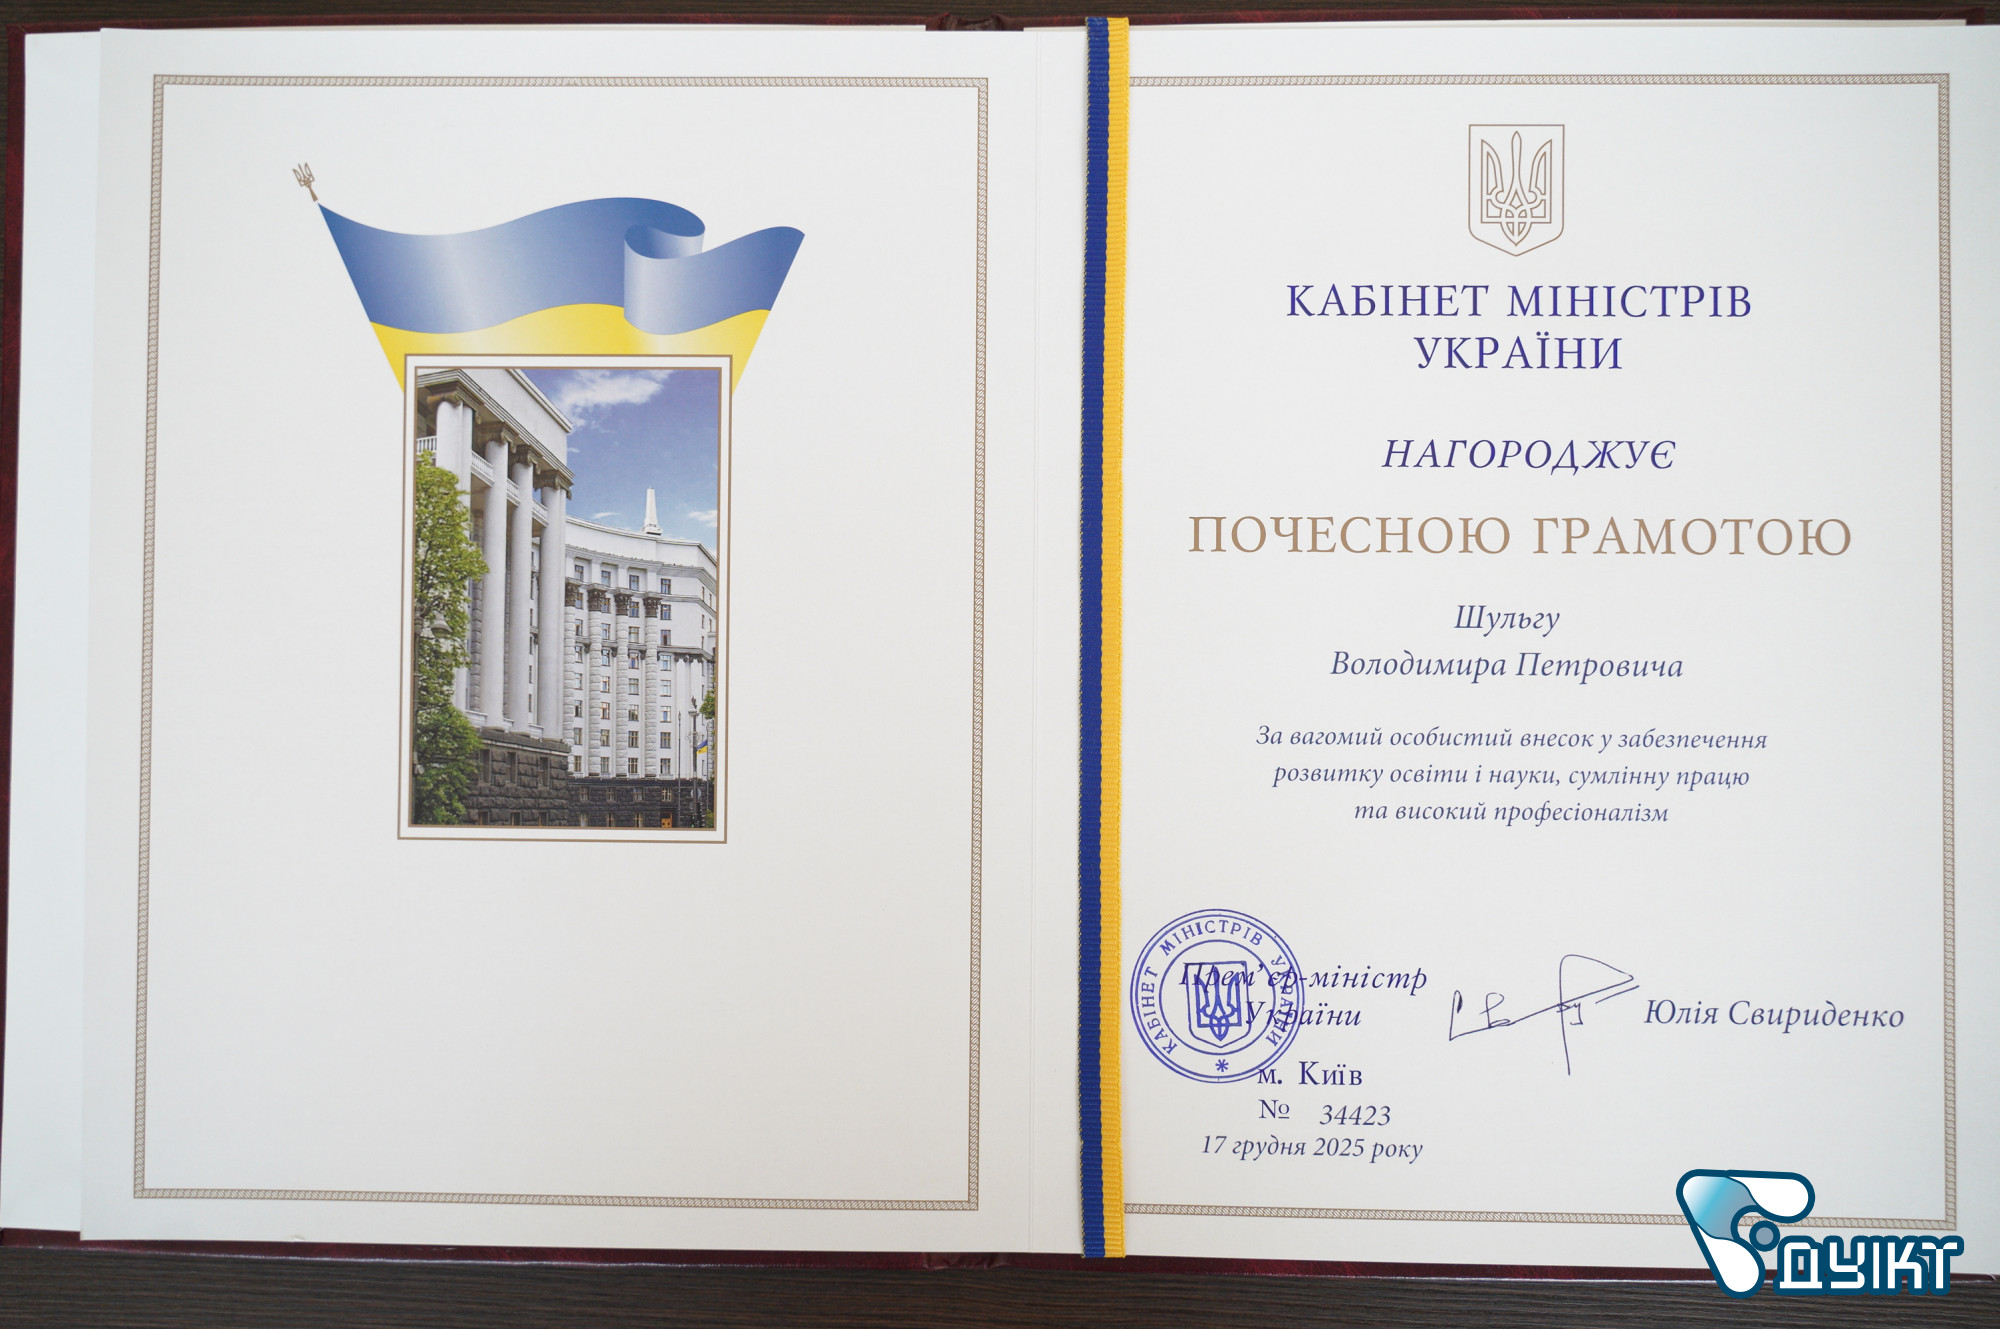 КАБІНЕТ МІНІСТРІВ
УКРАЇНИ
НАГОРОДЖУЄ
ПОЧЕСНОЮ ГРАМОТОЮ
Шульгу
Володимира Петровича
За вагомий особистий внесок у забезпечення
розвитку освіти і науки, сумлінну працю
та високий професіоналізм
КАБІНЕТ МІНІСТРІВ УКРАЇНИ
Прем’єр-міністр
України
Юлія Свириденко
м. Київ
№ 34423
17 грудня 2025 року
ДУІКТ